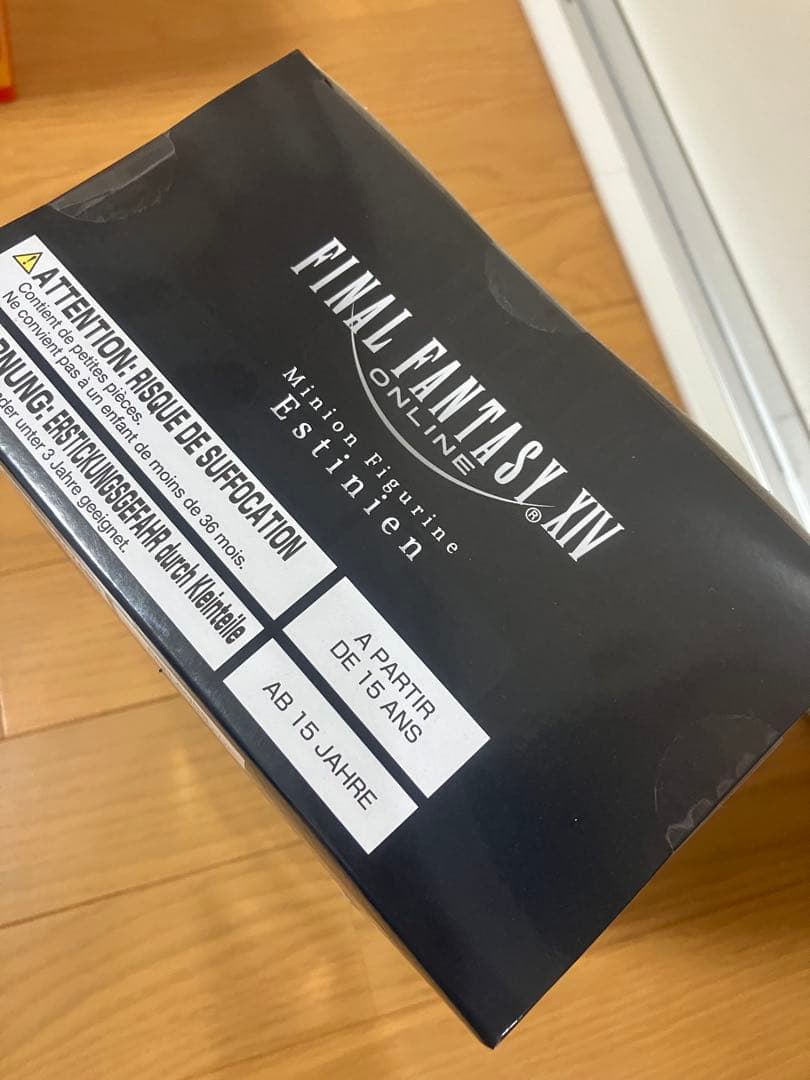 FINAL FANTASY® XIV
ONLINE
Minion Figurine
Estinien
ATTENTION: RISQUE DE SUFFOCATION
Contient de petites pièces.
Ne convient pas à un enfant de moins de 36 mois.
ERSTICKUNGSGEFAHR durch Kleinteile
unter 3 Jahre geeignet.
A PARTIR
DE 15 ANS
AB 15 JAHRE